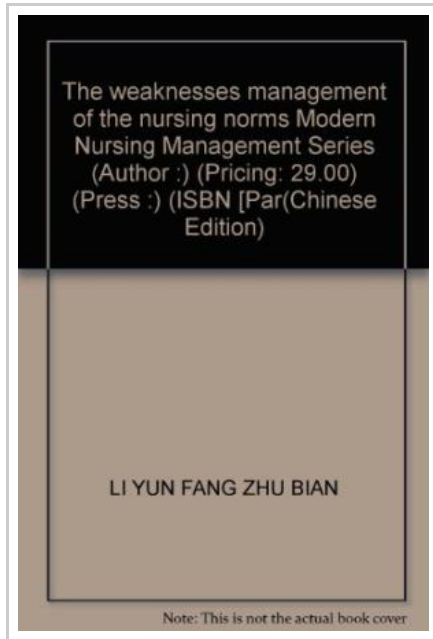 The weaknesses management
of the nursing norms Modern
Nursing Management Series
(Author :) (Pricing: 29.00)
(Press :) (ISBN [Par(Chinese
Edition)
LI YUN FANG ZHU BIAN
Note: This is not the actual book cover